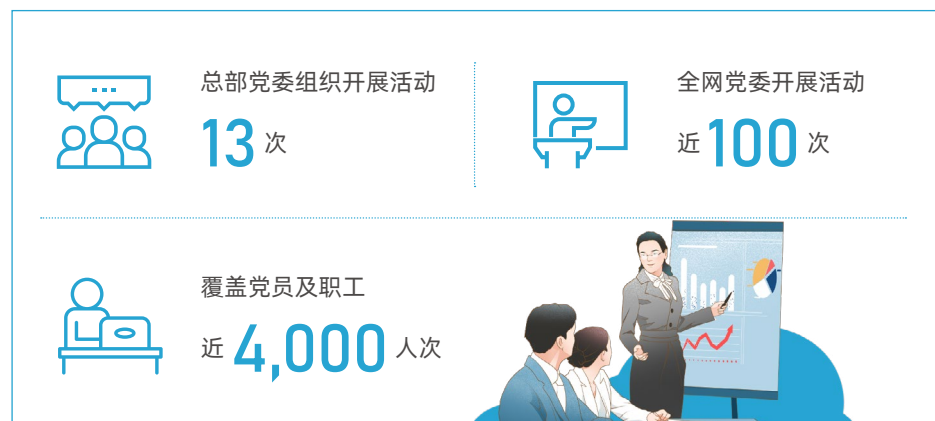 总部党委组织开展活动
13 次
全网党委开展活动
近 100 次
覆盖党员及职工
近 4,000 人次